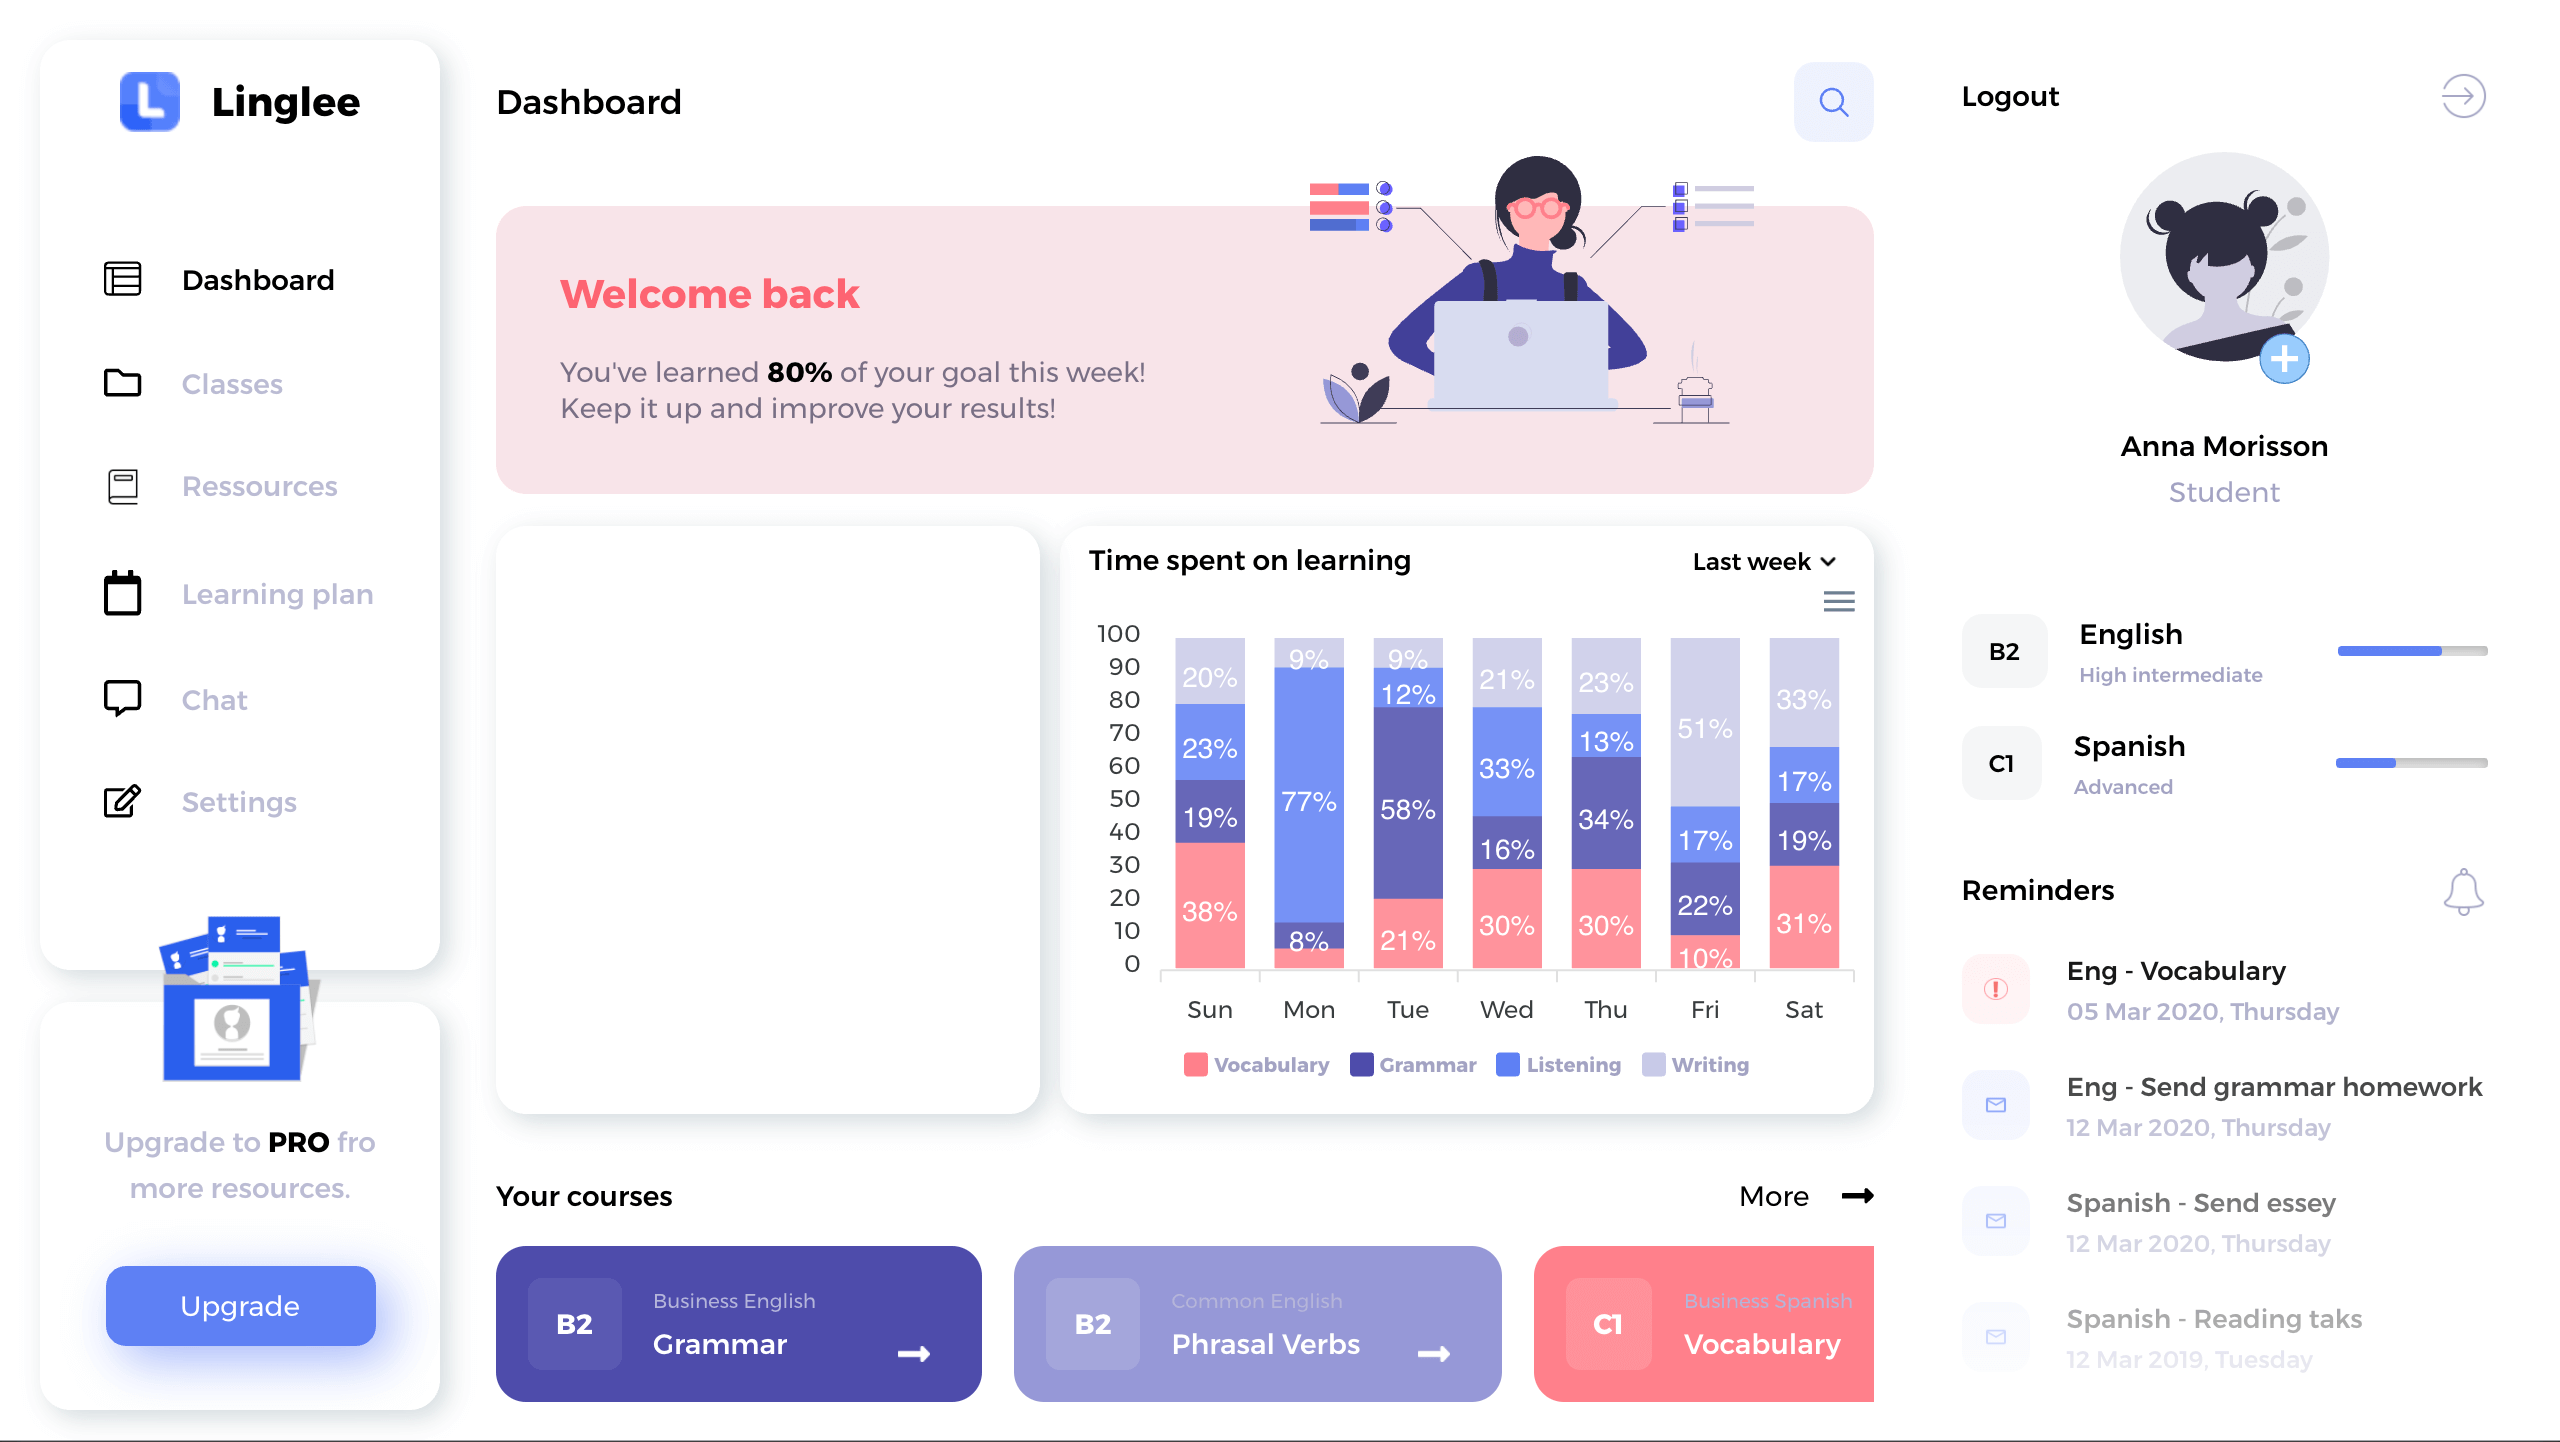 Linglee
Dashboard
Classes
Ressources
Learning plan
Chat
Settings
Upgrade to PRO fro
more resources.
Upgrade
Dashboard
Welcome back
You've learned 80% of your goal this week!
Keep it up and improve your results!
Time spent on learning
Last week
100
90
80
70
60
50
40
30
20
10
0
20% 9% 9% 21% 23% 51% 33%
23% 77% 12% 33% 13% 17% 17%
19% 8% 58% 16% 34% 22% 19%
38% 21% 30% 30% 10% 31%
Sun Mon Tue Wed Thu Fri Sat
Vocabulary Grammar Listening Writing
Your courses
More
B2
Business English
Grammar
B2
Common English
Phrasal Verbs
C1
Business Spanish
Vocabulary
Logout
Anna Morisson
Student
B2
English
High intermediate
C1
Spanish
Advanced
Reminders
Eng - Vocabulary
05 Mar 2020, Thursday
Eng - Send grammar homework
12 Mar 2020, Thursday
Spanish - Send essey
12 Mar 2020, Thursday
Spanish - Reading taks
12 Mar 2019, Tuesday